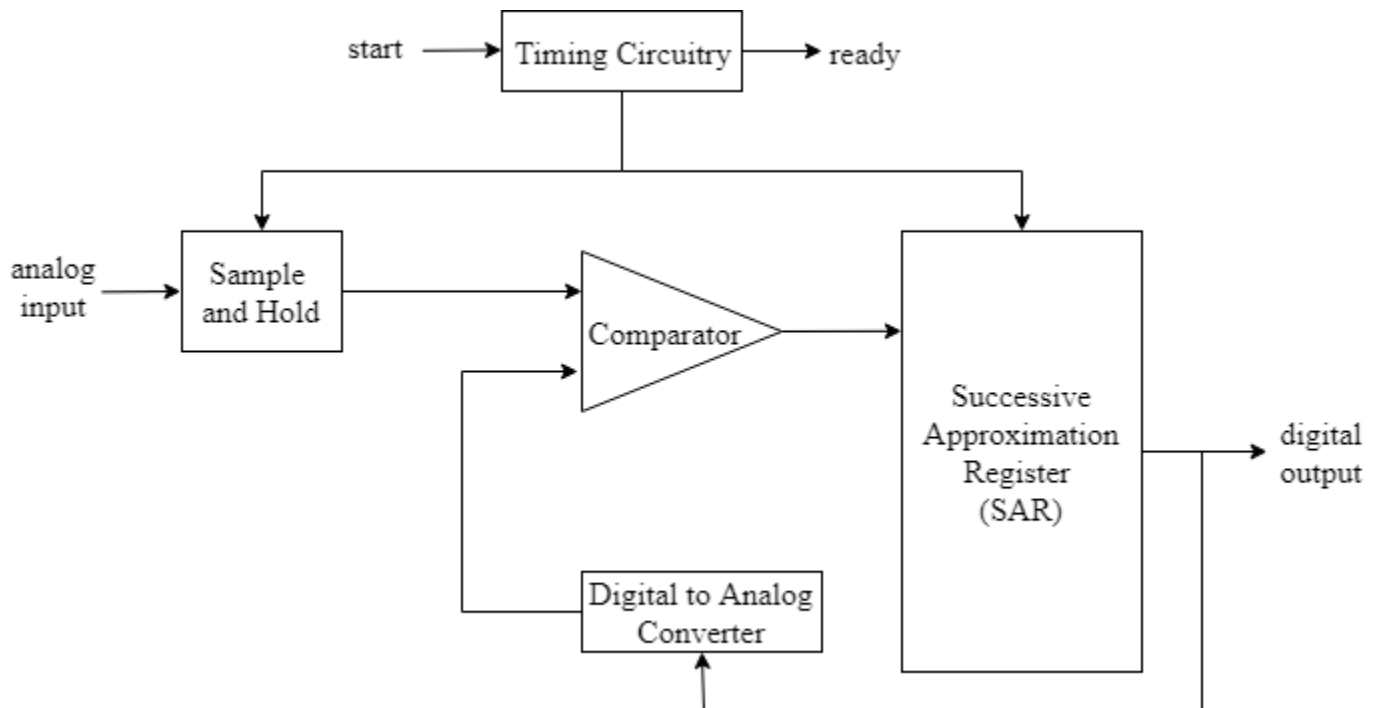 start
Timing Circuitry
ready
analog
input
Sample
and Hold
Comparator
Successive
Approximation
Register
(SAR)
digital
output
Digital to Analog
Converter